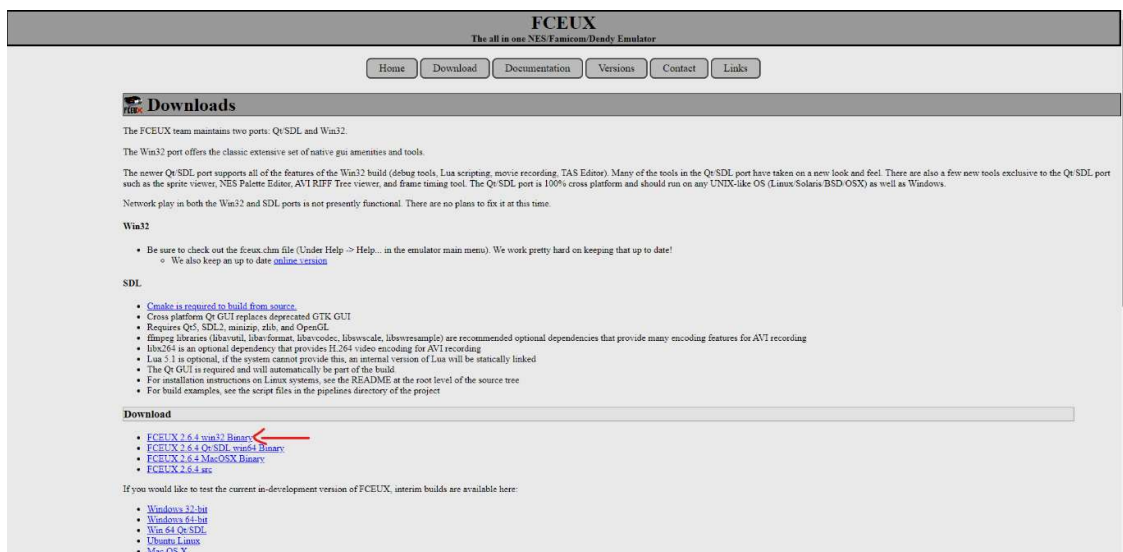 FCEUX
The all in one NES/Famicom/Dendy Emulator
Home Download Documentation Versions Contact Links
Downloads
The FCEUX team maintains two ports: Qt/SDL and Win32.
The Win32 port offers the classic extensive set of native gui amenities and tools.
The newer Qt/SDL port supports all of the features of the Win32 build (debug tools, Lua scripting, movie recording, TAS Editor). Many of the tools in the Qt/SDL port have taken on a new look and feel. There are also a few new tools exclusive to the Qt/SDL port
such as the sprite viewer, NES Palette Editor, AVI RIFF Tree viewer, and frame timing tool. The Qt/SDL port is 100% cross platform and should run on any UNIX-like OS (Linux/Solaris/BSD/OSX) as well as Windows.
Network play in both the Win32 and SDL ports is not presently functional. There are no plans to fix it at this time.
Win32
Be sure to check out the fceux.chm file (Under Help -> Help... in the emulator main menu). We work pretty hard on keeping that up to date!
We also keep an up to date online version
SDL
Cmake is required to build from source.
Cross platform Qt GUI replaces deprecated GTK GUI
Requires Qt5, SDL2, minizip, zlib, and OpenGL
ffmpeg libraries (libavutil, libavformat, libavcodec, libswscale, libswresample) are recommended optional dependencies that provide many encoding features for AVI recording
libx264 is an optional dependency that provides H.264 video encoding for AVI recording
Lua 5.1 is optional, if the system cannot provide this, an internal version of Lua will be statically linked
The Qt GUI is required and will automatically be part of the build.
For installation instructions on Linux systems, see the README at the root level of the source tree
For build examples, see the script files in the pipelines directory of the project
Download
FCEUX 2.6.4 win32 Binary
FCEUX 2.6.4 Qt/SDL win64 Binary
FCEUX 2.6.4 MacOSX Binary
FCEUX 2.6.4 src
If you would like to test the current in-development version of FCEUX, interim builds are available here:
Windows 32-bit
Windows 64-bit
Win 64 Qt/SDL
Ubuntu Linux
Mac OS X